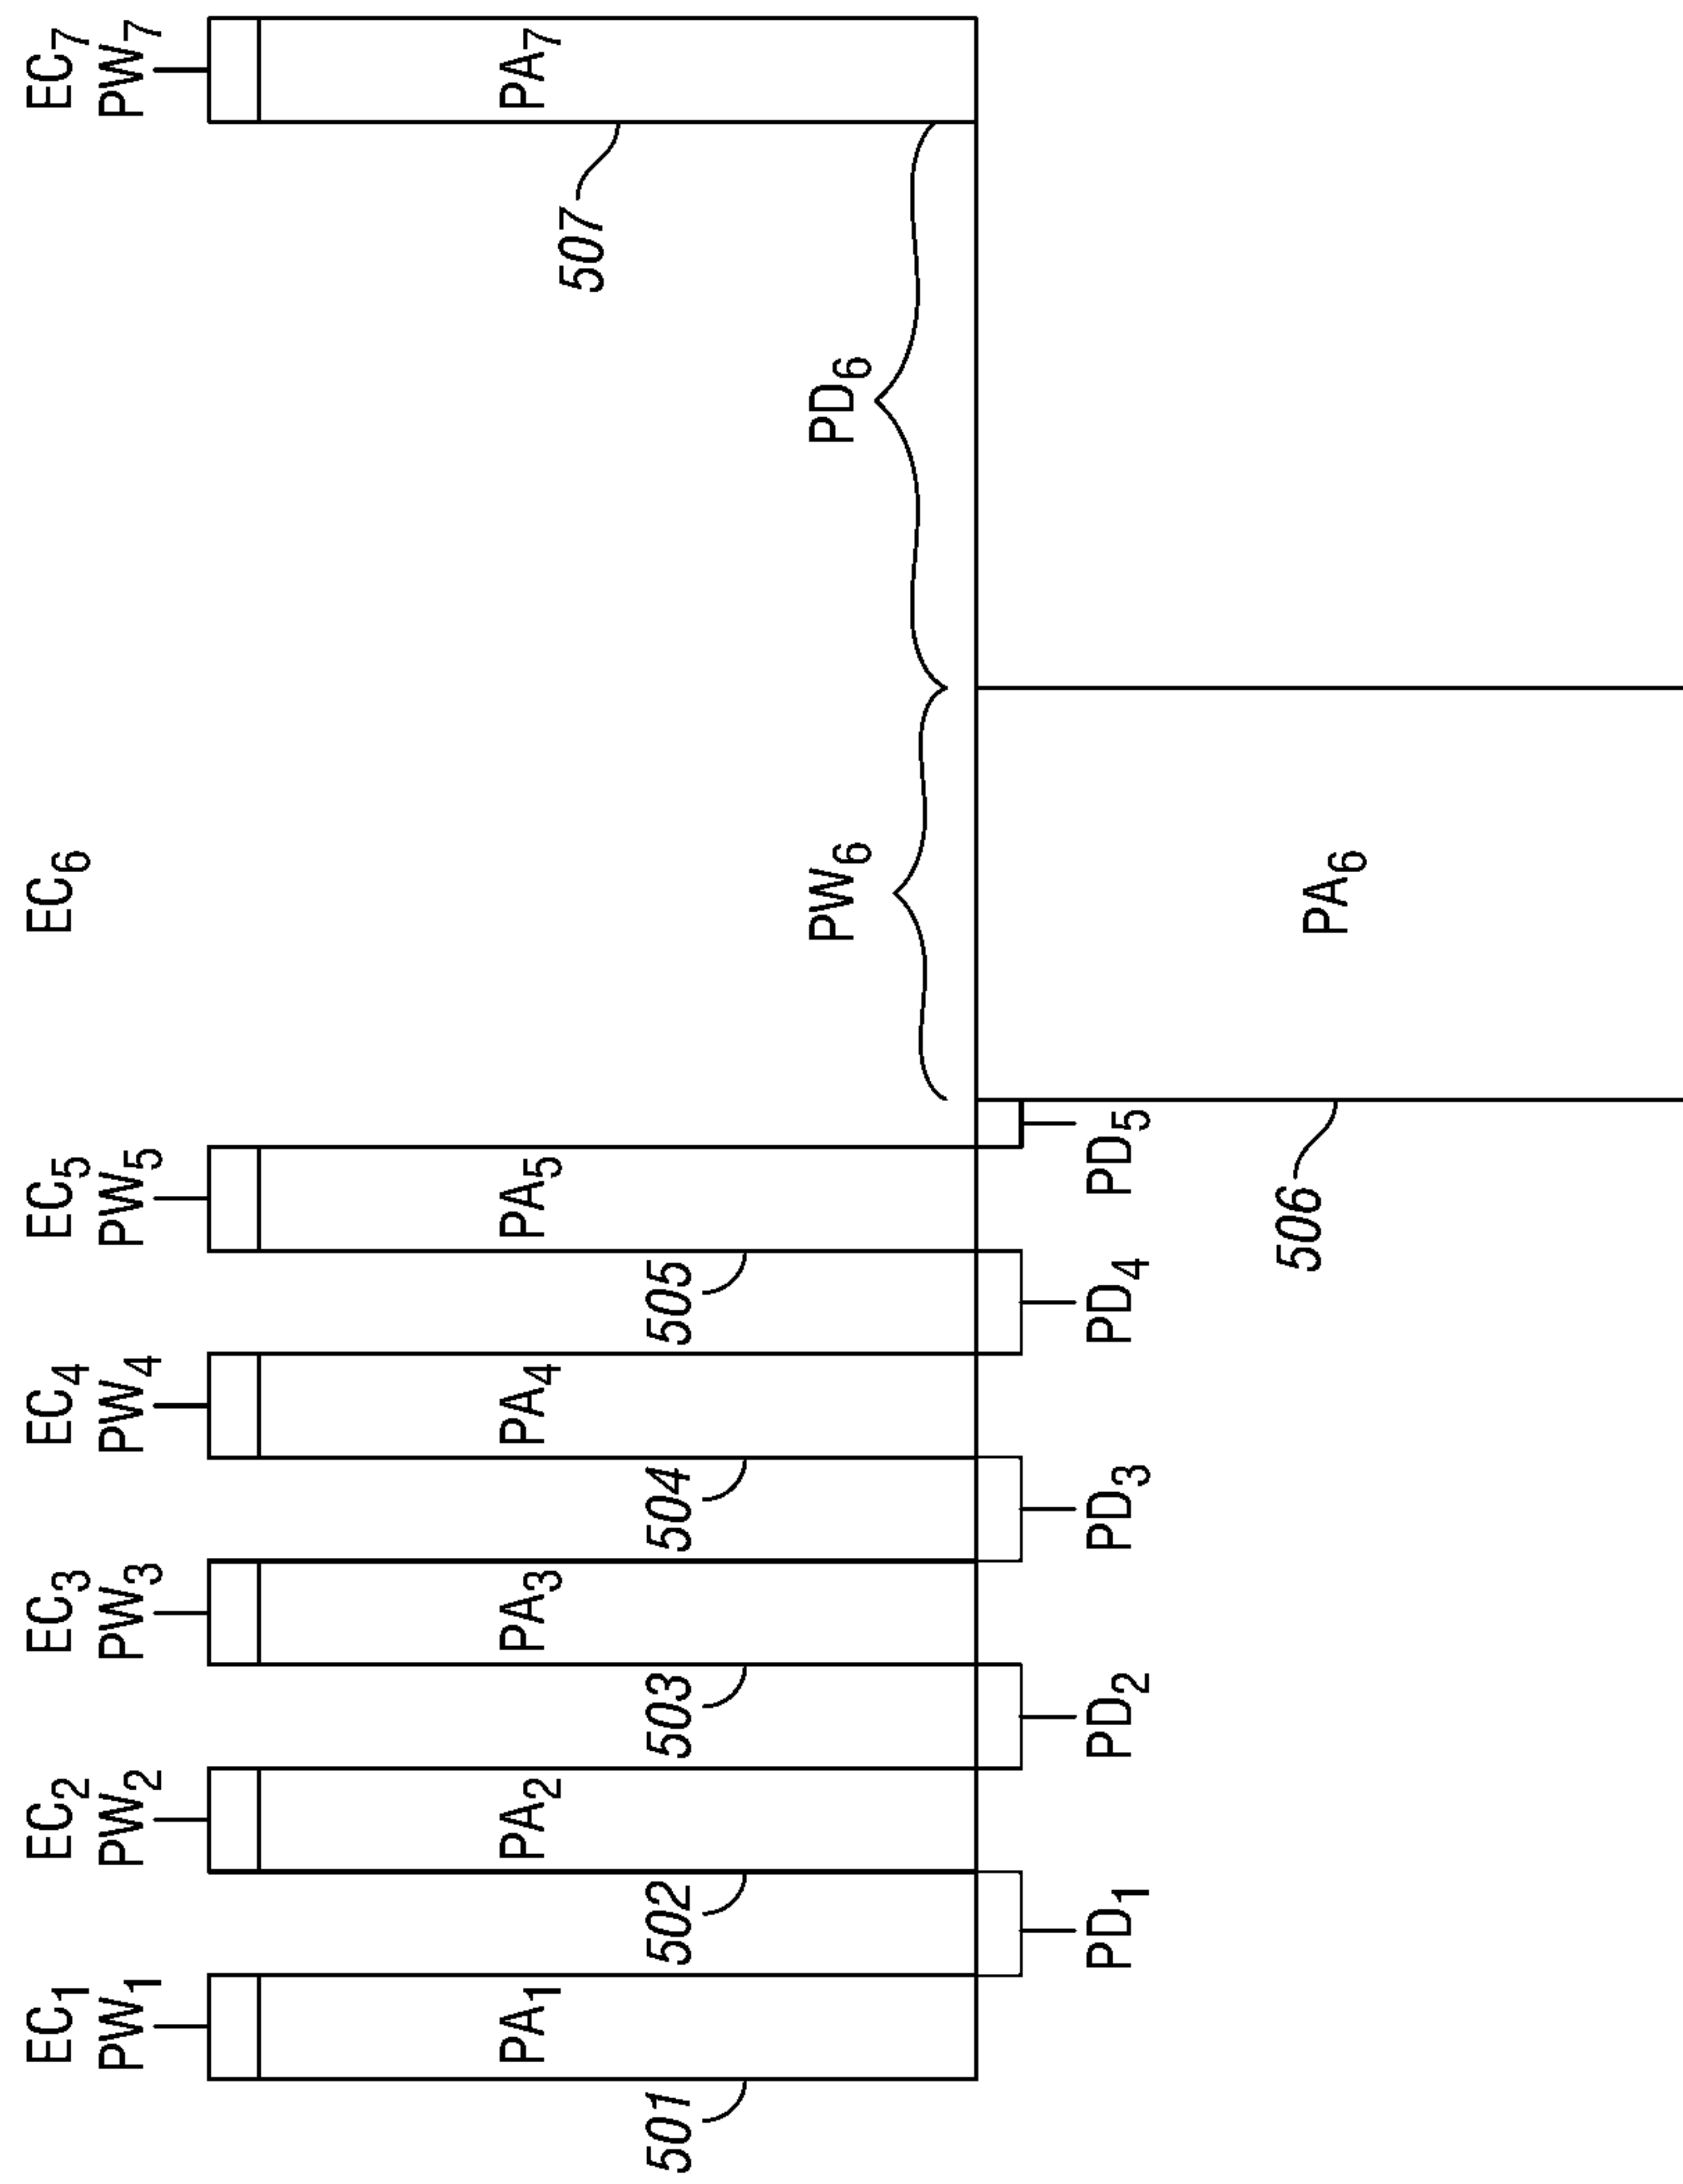 EC₁ EC₂ EC₃ EC₄ EC₅ EC₆ EC₇
PW₁ PW₂ PW₃ PW₄ PW₅ PW₇
PA₁ PA₂ PA₃ PA₄ PA₅ PA₇
507
501 502 503 504 505
PW₆ PD₆
PD₁ PD₂ PD₃ PD₄ PD₅
506
PA₆